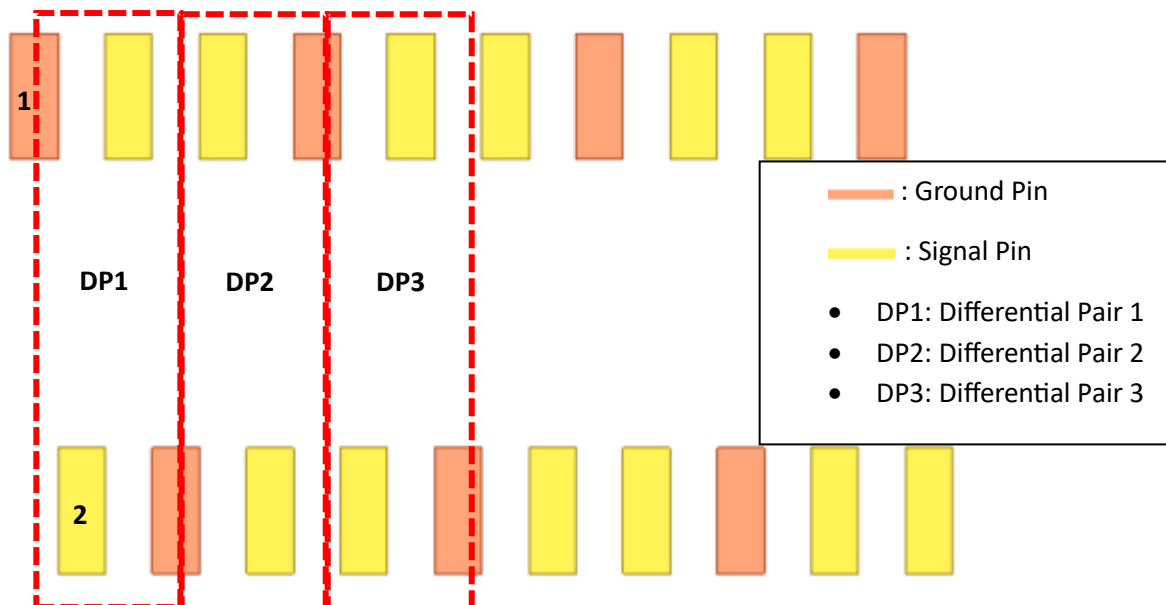 1
: Ground Pin
: Signal Pin
DP1 DP2 DP3
• DP1: Differential Pair 1
• DP2: Differential Pair 2
• DP3: Differential Pair 3
2